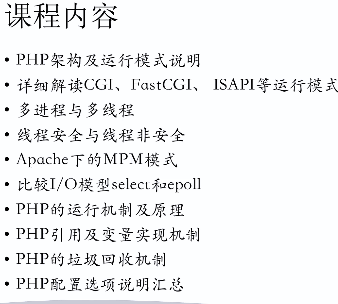 课程内容
• PHP架构及运行模式说明
• 详细解读CGI、FastCGI、 ISAPI等运行模式
• 多进程与多线程
• 线程安全与线程非安全
• Apache下的MPM模式
• 比较I/O模型select和epoll
• PHP的运行机制及原理
• PHP引用及变量实现机制
• PHP的垃圾回收机制
• PHP配置选项说明汇总